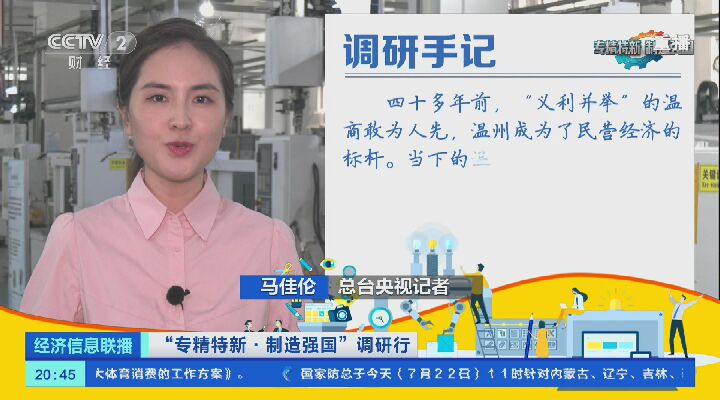 CCTV 2
财经
直播
专精特新
调研手记
四十多年前，“义利并举”的温
商敢为人先，温州成为了民营经济的
标杆。当下的
关键
马佳伦 总台央视记者
经济信息联播 “专精特新·制造强国”调研行
20:45 大体育消费的工作方案》。 国家防总于今天（7月22日）11时针对内蒙古、辽宁、吉林、